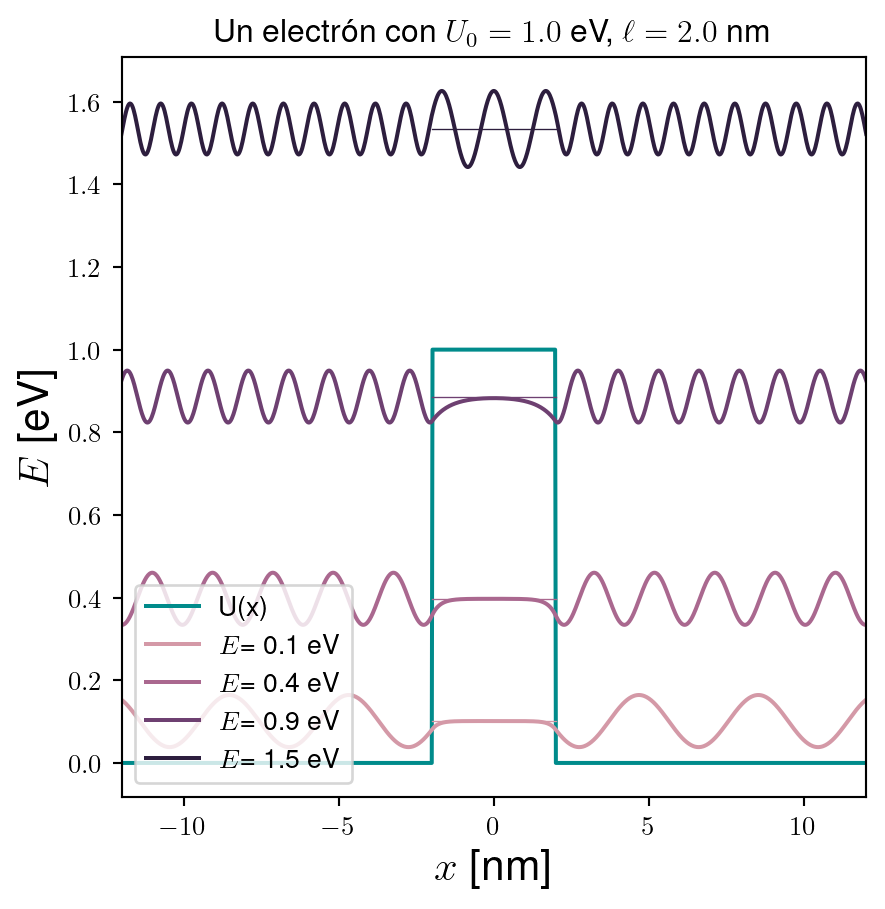 Un electrón con U₀ = 1.0 eV, ℓ = 2.0 nm
E [eV]
1.6
1.4
1.2
1.0
0.8
0.6
0.4
0.2
0.0
U(x)
E= 0.1 eV
E= 0.4 eV
E= 0.9 eV
E= 1.5 eV
−10 −5 0 5 10
x [nm]